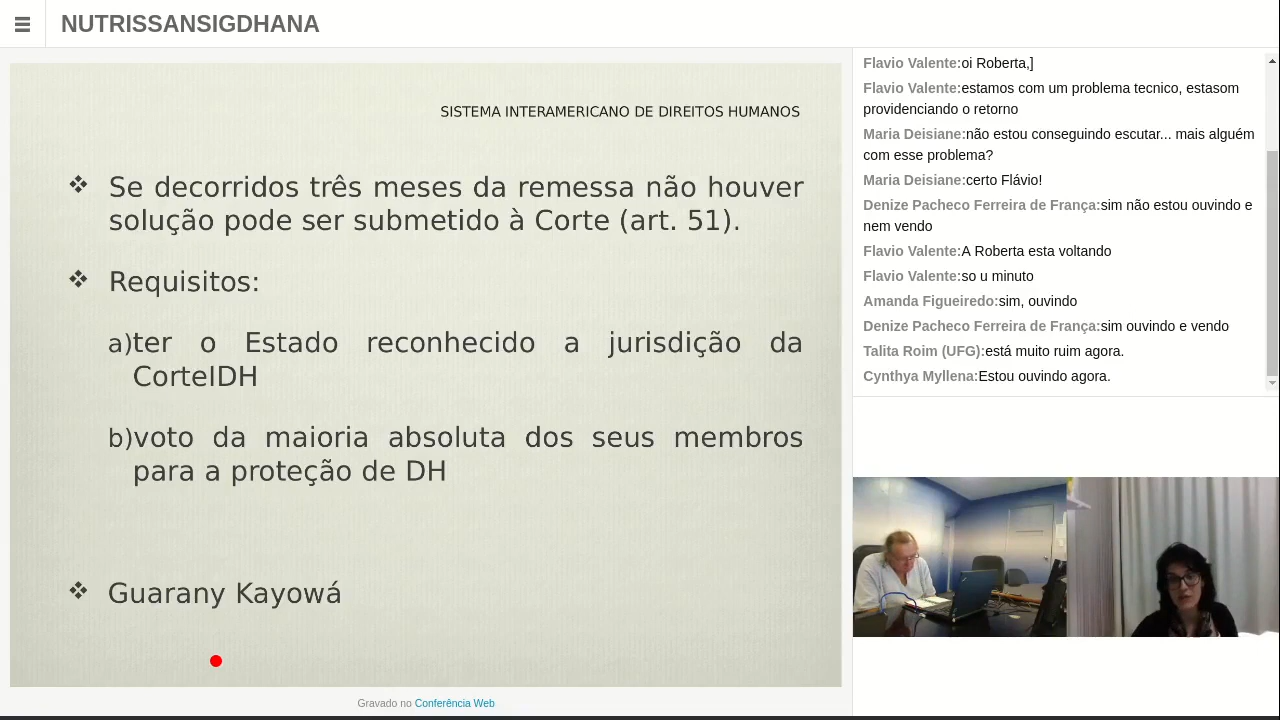 NUTRISSANSIGDHANA
SISTEMA INTERAMERICANO DE DIREITOS HUMANOS
❖ Se decorridos três meses da remessa não houver
solução pode ser submetido à Corte (art. 51).
❖ Requisitos:
a)ter o Estado reconhecido a jurisdição da
CorteIDH
b)voto da maioria absoluta dos seus membros
para a proteção de DH
❖ Guarany Kayowá
Gravado no Conferência Web
Flavio Valente:oi Roberta,]
Flavio Valente:estamos com um problema tecnico, estasom
providenciando o retorno
Maria Deisiane:não estou conseguindo escutar... mais alguém
com esse problema?
Maria Deisiane:certo Flávio!
Denize Pacheco Ferreira de França:sim não estou ouvindo e
nem vendo
Flavio Valente:A Roberta esta voltando
Flavio Valente:so u minuto
Amanda Figueiredo:sim, ouvindo
Denize Pacheco Ferreira de França:sim ouvindo e vendo
Talita Roim (UFG):está muito ruim agora.
Cynthya Myllena:Estou ouvindo agora.